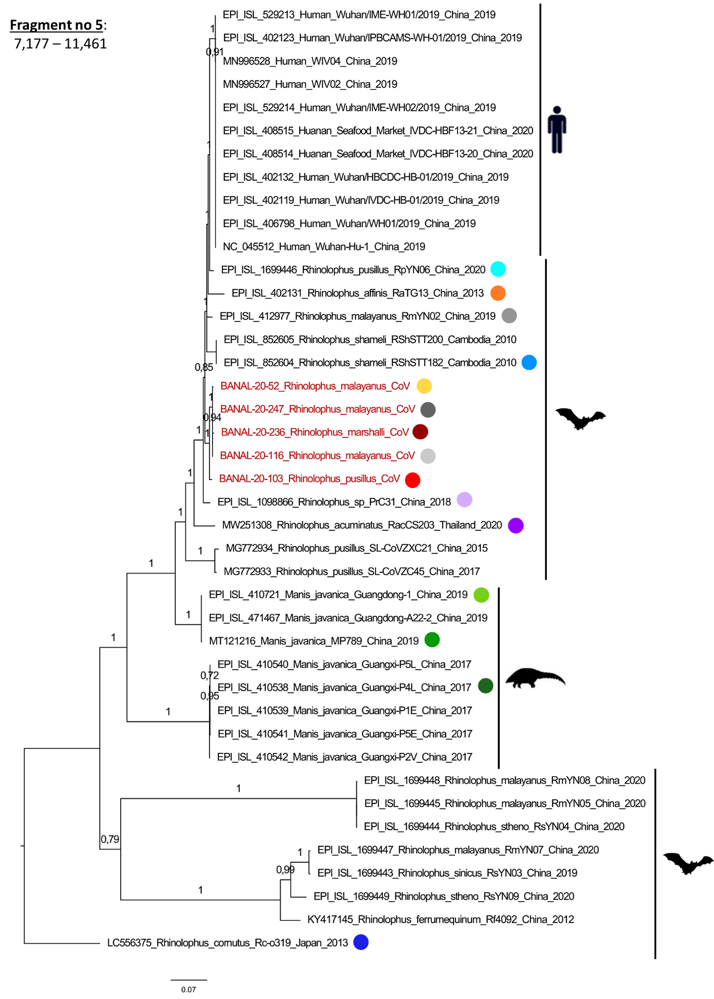 Fragment no 5:
7,177 – 11,461
EPI_ISL_529213_Human_Wuhan/IME-WH01/2019_China_2019
1
EPI_ISL_402123_Human_Wuhan/IPBCAMS-WH-01/2019_China_2019
0,91
MN996528_Human_WIV04_China_2019
MN996527_Human_WIV02_China_2019
EPI_ISL_529214_Human_Wuhan/IME-WH02/2019_China_2019
EPI_ISL_408515_Huanan_Seafood_Market_IVDC-HBF13-21_China_2020
1
EPI_ISL_408514_Huanan_Seafood_Market_IVDC-HBF13-20_China_2020
EPI_ISL_402132_Human_Wuhan/HBCDC-HB-01/2019_China_2019
EPI_ISL_402119_Human_Wuhan/IVDC-HB-01/2019_China_2019
1
EPI_ISL_406798_Human_Wuhan/WH01/2019_China_2019
NC_045512_Human_Wuhan-Hu-1_China_2019
EPI_ISL_1699446_Rhinolophus_pusillus_RpYN06_China_2020
EPI_ISL_402131_Rhinolophus_affinis_RaTG13_China_2013
1
EPI_ISL_412977_Rhinolophus_malayanus_RmYN02_China_2019
EPI_ISL_852605_Rhinolophus_shameli_RShSTT200_Cambodia_2010
EPI_ISL_852604_Rhinolophus_shameli_RShSTT182_Cambodia_2010
0,85
BANAL-20-52_Rhinolophus_malayanus_CoV
1
BANAL-20-247_Rhinolophus_malayanus_CoV
0,94
1
1
BANAL-20-236_Rhinolophus_marshalli_CoV
BANAL-20-116_Rhinolophus_malayanus_CoV
1
BANAL-20-103_Rhinolophus_pusillus_CoV
EPI_ISL_1098866_Rhinolophus_sp_PrC31_China_2018
1
MW251308_Rhinolophus_acuminatus_RacCS203_Thailand_2020
MG772934_Rhinolophus_pusillus_SL-CoVZXC21_China_2015
1
1
MG772933_Rhinolophus_pusillus_SL-CoVZC45_China_2017
EPI_ISL_410721_Manis_javanica_Guangdong-1_China_2019
1
EPI_ISL_471467_Manis_javanica_Guangdong-A22-2_China_2019
1
MT121216_Manis_javanica_MP789_China_2019
EPI_ISL_410540_Manis_javanica_Guangxi-P5L_China_2017
0,72
EPI_ISL_410538_Manis_javanica_Guangxi-P4L_China_2017
0,95
1
EPI_ISL_410539_Manis_javanica_Guangxi-P1E_China_2017
EPI_ISL_410541_Manis_javanica_Guangxi-P5E_China_2017
EPI_ISL_410542_Manis_javanica_Guangxi-P2V_China_2017
EPI_ISL_1699448_Rhinolophus_malayanus_RmYN08_China_2020
1
EPI_ISL_1699445_Rhinolophus_malayanus_RmYN05_China_2020
EPI_ISL_1699444_Rhinolophus_stheno_RsYN04_China_2020
0,79
EPI_ISL_1699447_Rhinolophus_malayanus_RmYN07_China_2020
1
0,99
EPI_ISL_1699443_Rhinolophus_sinicus_RsYN03_China_2019
1
EPI_ISL_1699449_Rhinolophus_stheno_RsYN09_China_2020
KY417145_Rhinolophus_ferrumequinum_Rf4092_China_2012
LC556375_Rhinolophus_cornutus_Rc-o319_Japan_2013
0.07